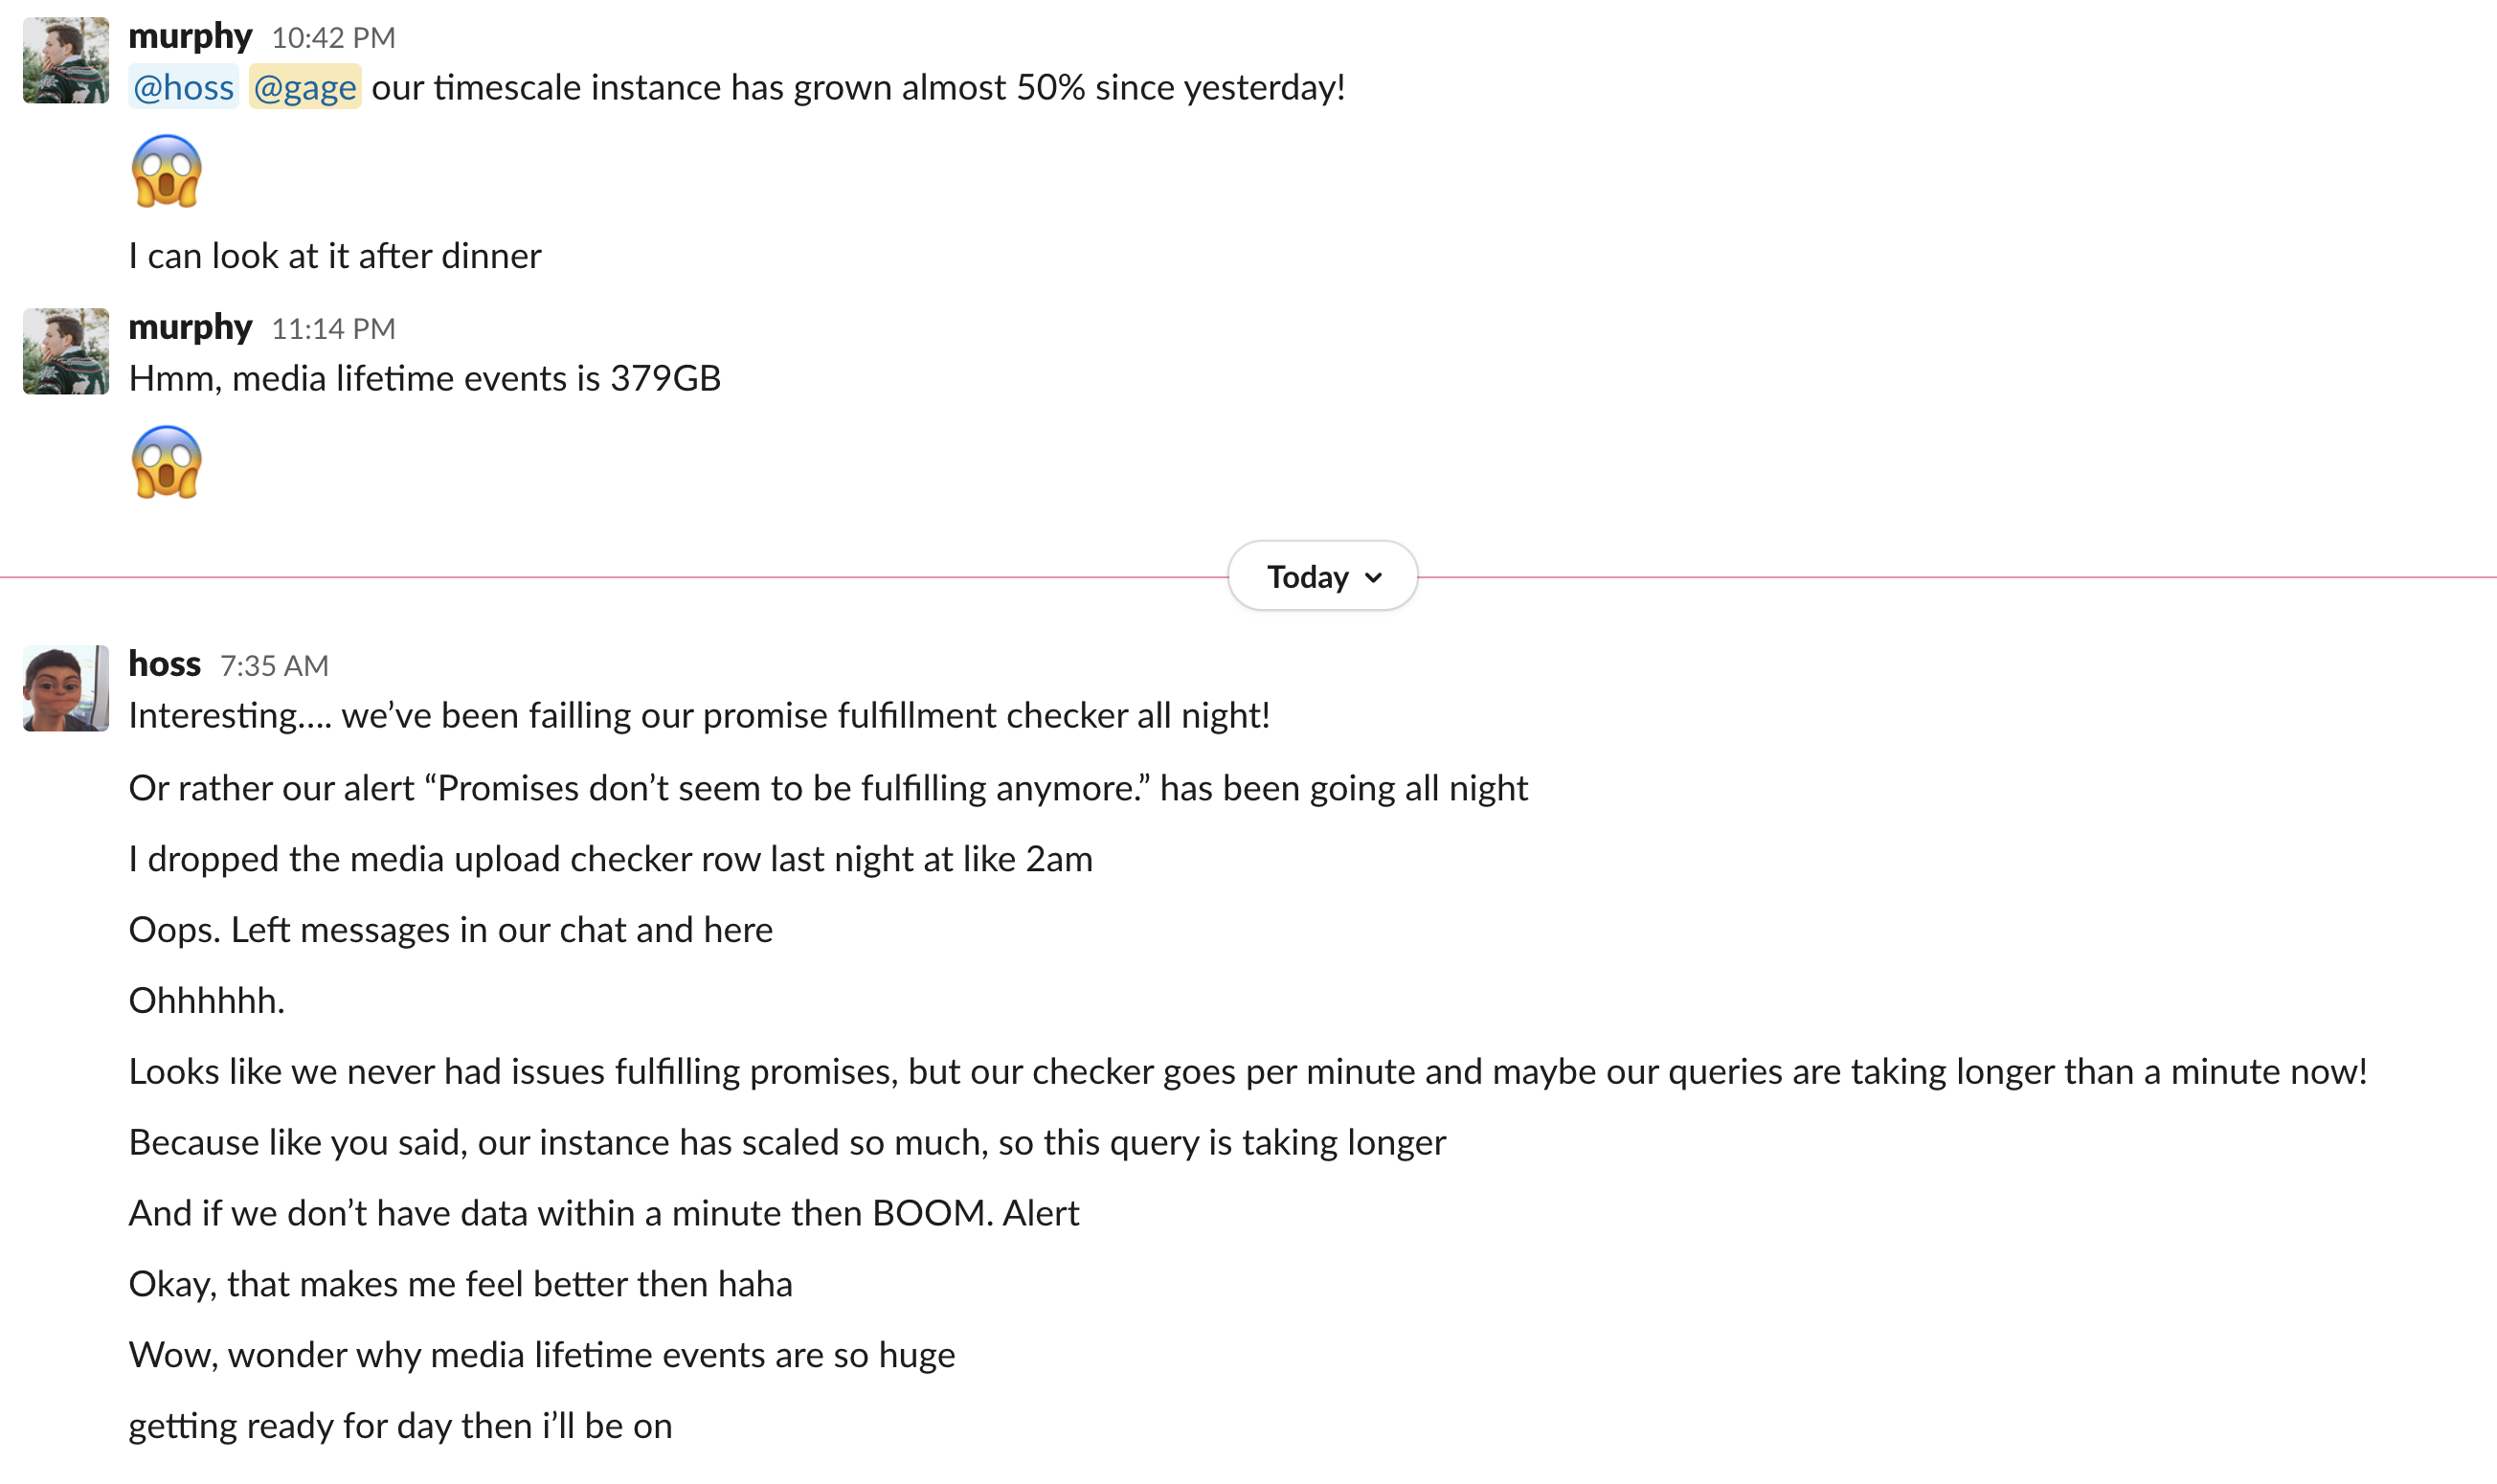 murphy 10:42 PM
@hoss @gage our timescale instance has grown almost 50% since yesterday!
I can look at it after dinner
murphy 11:14 PM
Hmm, media lifetime events is 379GB
Today
hoss 7:35 AM
Interesting…. we’ve been failling our promise fulfillment checker all night!
Or rather our alert “Promises don’t seem to be fulfilling anymore.” has been going all night
I dropped the media upload checker row last night at like 2am
Oops. Left messages in our chat and here
Ohhhhhh.
Looks like we never had issues fulfilling promises, but our checker goes per minute and maybe our queries are taking longer than a minute now!
Because like you said, our instance has scaled so much, so this query is taking longer
And if we don’t have data within a minute then BOOM. Alert
Okay, that makes me feel better then haha
Wow, wonder why media lifetime events are so huge
getting ready for day then i’ll be on